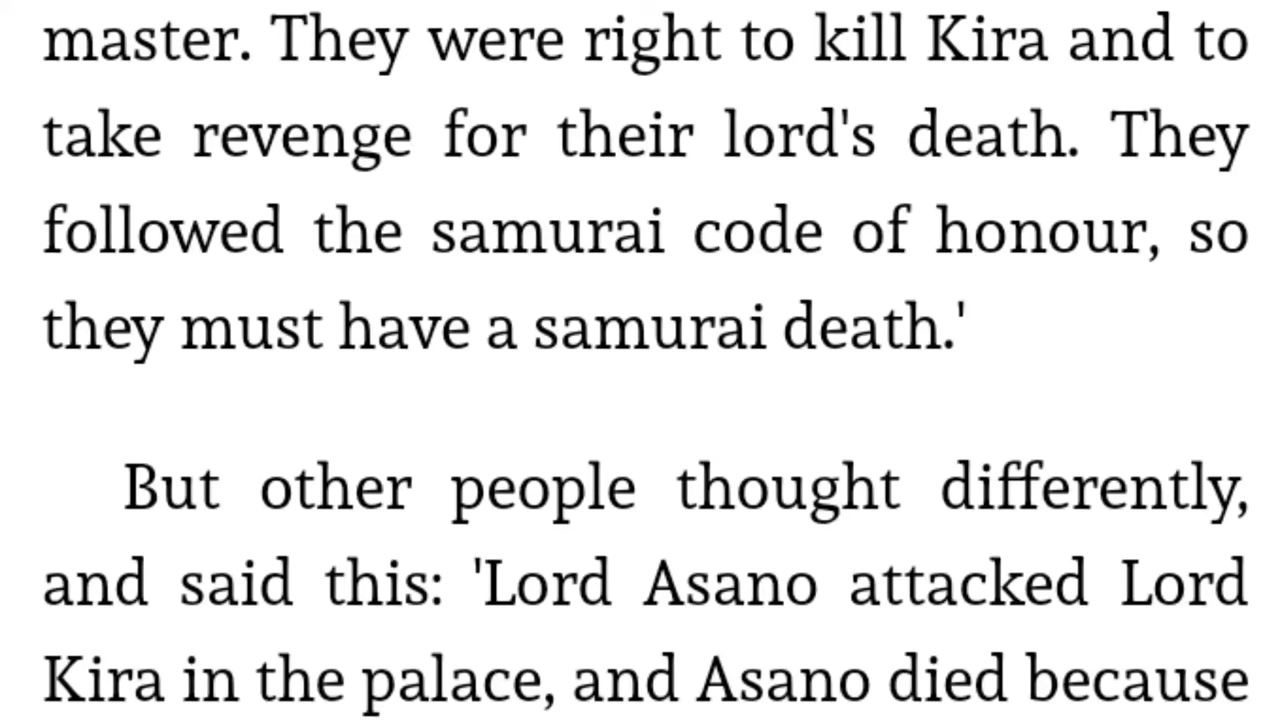 master. They were right to kill Kira and to
take revenge for their lord's death. They
followed the samurai code of honour, so
they must have a samurai death.'
But other people thought differently,
and said this: 'Lord Asano attacked Lord
Kira in the palace, and Asano died because